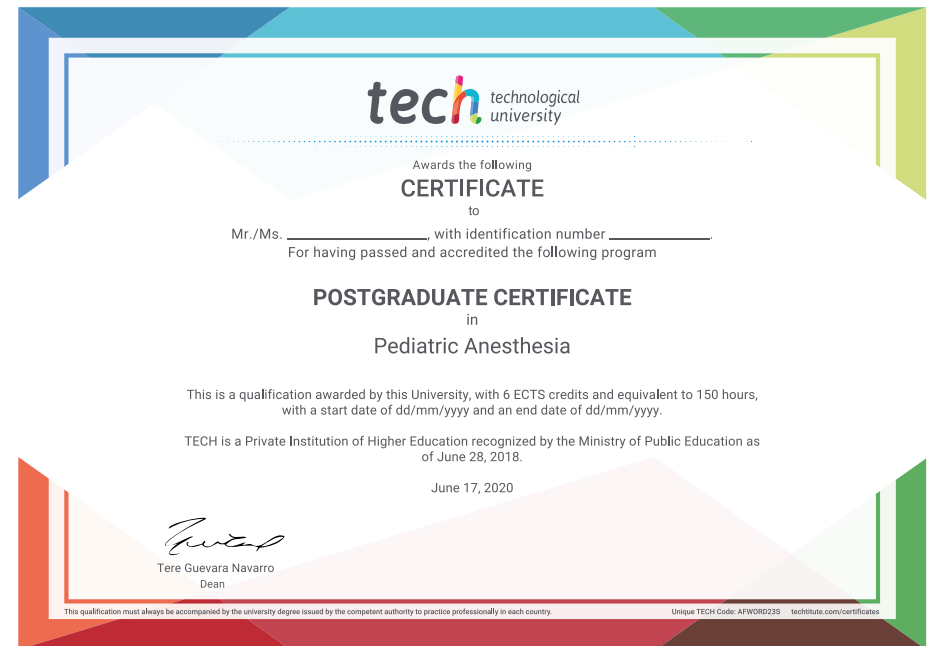 tech technological
university
Awards the following
CERTIFICATE
to
Mr./Ms. ____________________, with identification number ______________.
For having passed and accredited the following program
POSTGRADUATE CERTIFICATE
in
Pediatric Anesthesia
This is a qualification awarded by this University, with 6 ECTS credits and equivalent to 150 hours,
with a start date of dd/mm/yyyy and an end date of dd/mm/yyyy.
TECH is a Private Institution of Higher Education recognized by the Ministry of Public Education as
of June 28, 2018.
June 17, 2020
Tere Guevara Navarro
Dean
This qualification must always be accompanied by the university degree issued by the competent authority to practice professionally in each country.
Unique TECH Code: AFWORD23S techtitute.com/certificates